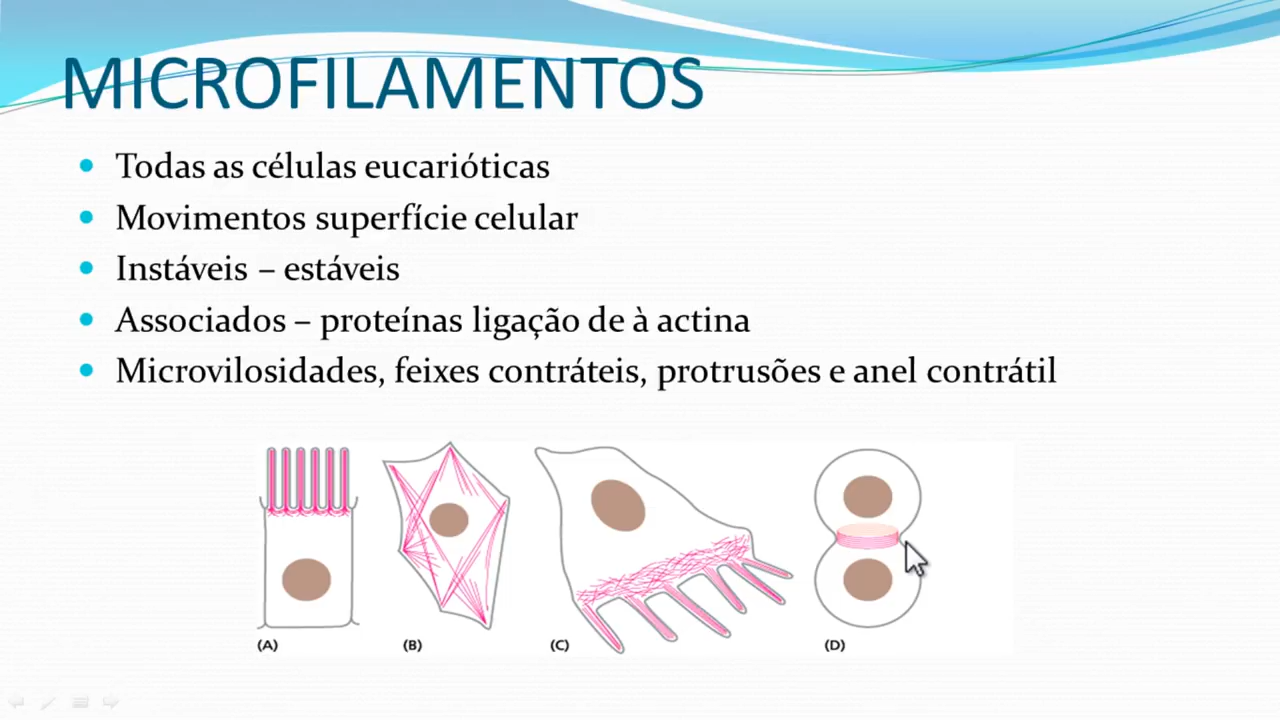 MICROFILAMENTOS
• Todas as células eucarióticas
• Movimentos superfície celular
• Instáveis – estáveis
• Associados – proteínas ligação de à actina
• Microvilosidades, feixes contráteis, protrusões e anel contrátil
(A) (B) (C) (D)